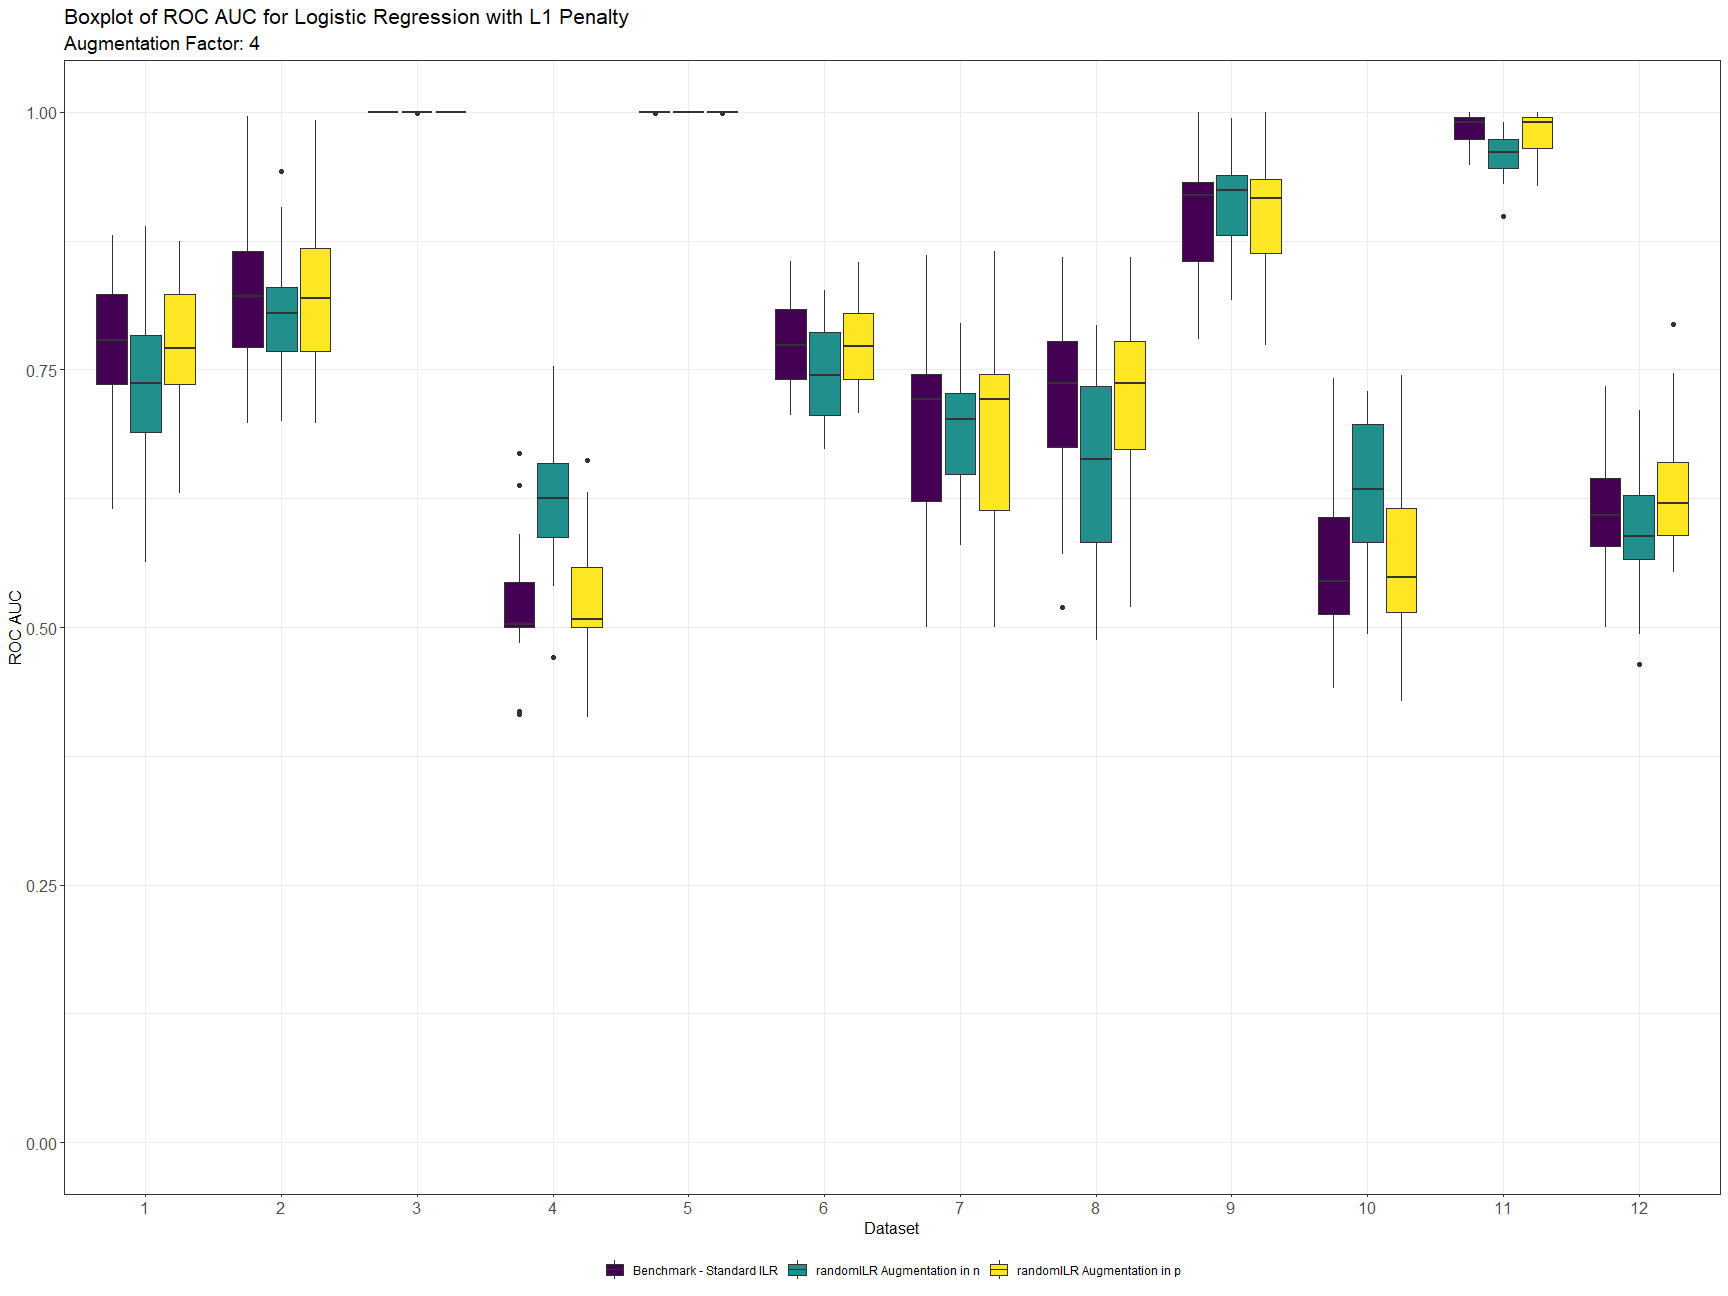 Boxplot of ROC AUC for Logistic Regression with L1 Penalty
Augmentation Factor: 4
ROC AUC
1.00
0.75
0.50
0.25
0.00
1 2 3 4 5 6 7 8 9 10 11 12
Dataset
Benchmark - Standard ILR randomILR Augmentation in n randomILR Augmentation in p